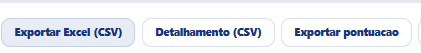 Exportar Excel (CSV)
Detalhamento (CSV)
Exportar pontuacao